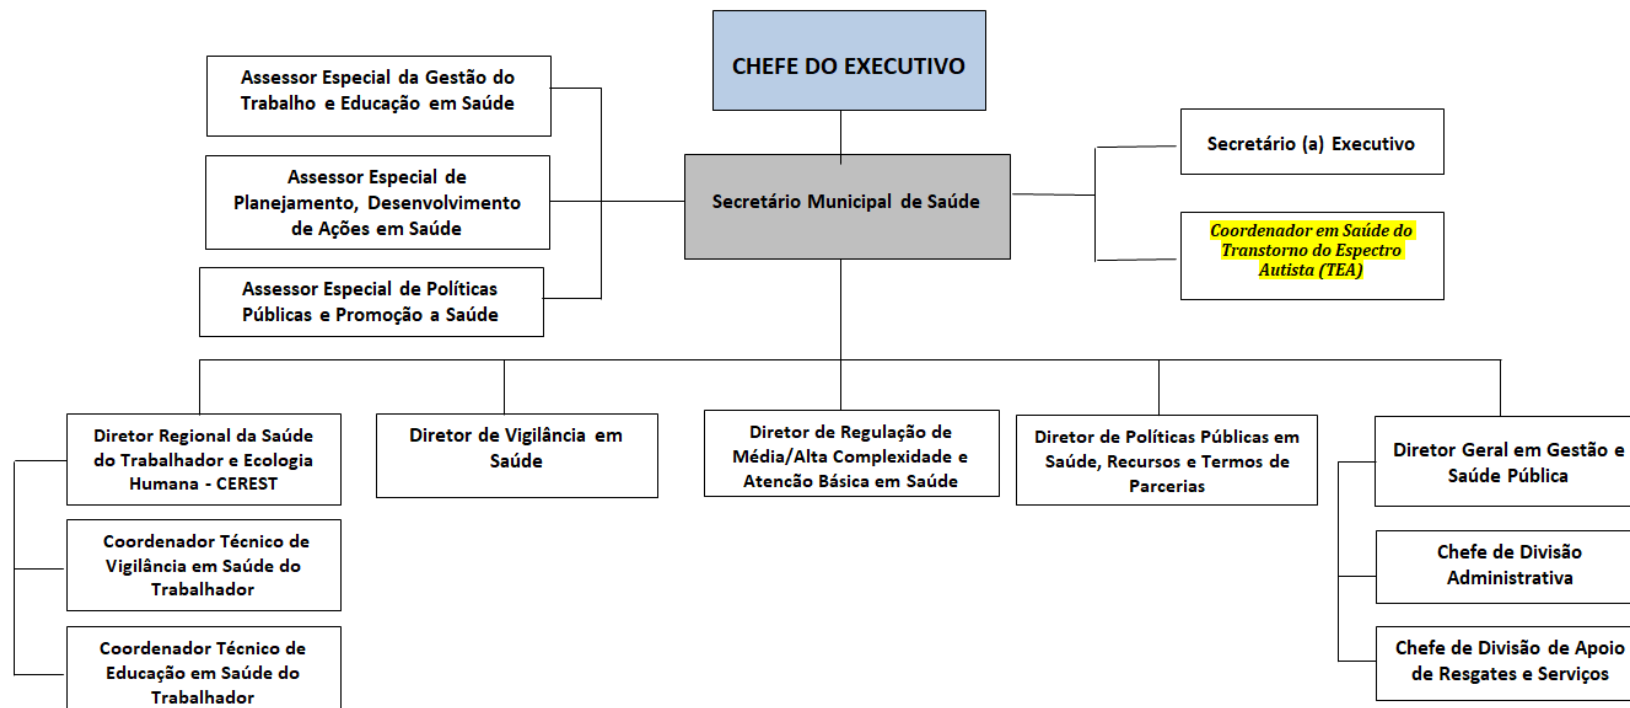 CHEFE DO EXECUTIVO
Assessor Especial da Gestão do
Trabalho e Educação em Saúde
Secretário (a) Executivo
Assessor Especial de
Planejamento, Desenvolvimento
de Ações em Saúde
Secretário Municipal de Saúde
Coordenador em Saúde do
Transtorno do Espectro
Autista (TEA)
Assessor Especial de Políticas
Públicas e Promoção a Saúde
Diretor Regional da Saúde
do Trabalhador e Ecologia
Humana - CEREST
Diretor de Vigilância em
Saúde
Diretor de Regulação de
Média/Alta Complexidade e
Atencão Básica em Saúde
Diretor de Políticas Públicas em
Saúde, Recursos e Termos de
Parcerias
Diretor Geral em Gestão e
Saúde Pública
Coordenador Técnico de
Vigilância em Saúde do
Trabalhador
Chefe de Divisão
Administrativa
Coordenador Técnico de
Educação em Saúde do
Trabalhador
Chefe de Divisão de Apoio
de Resgates e Serviços